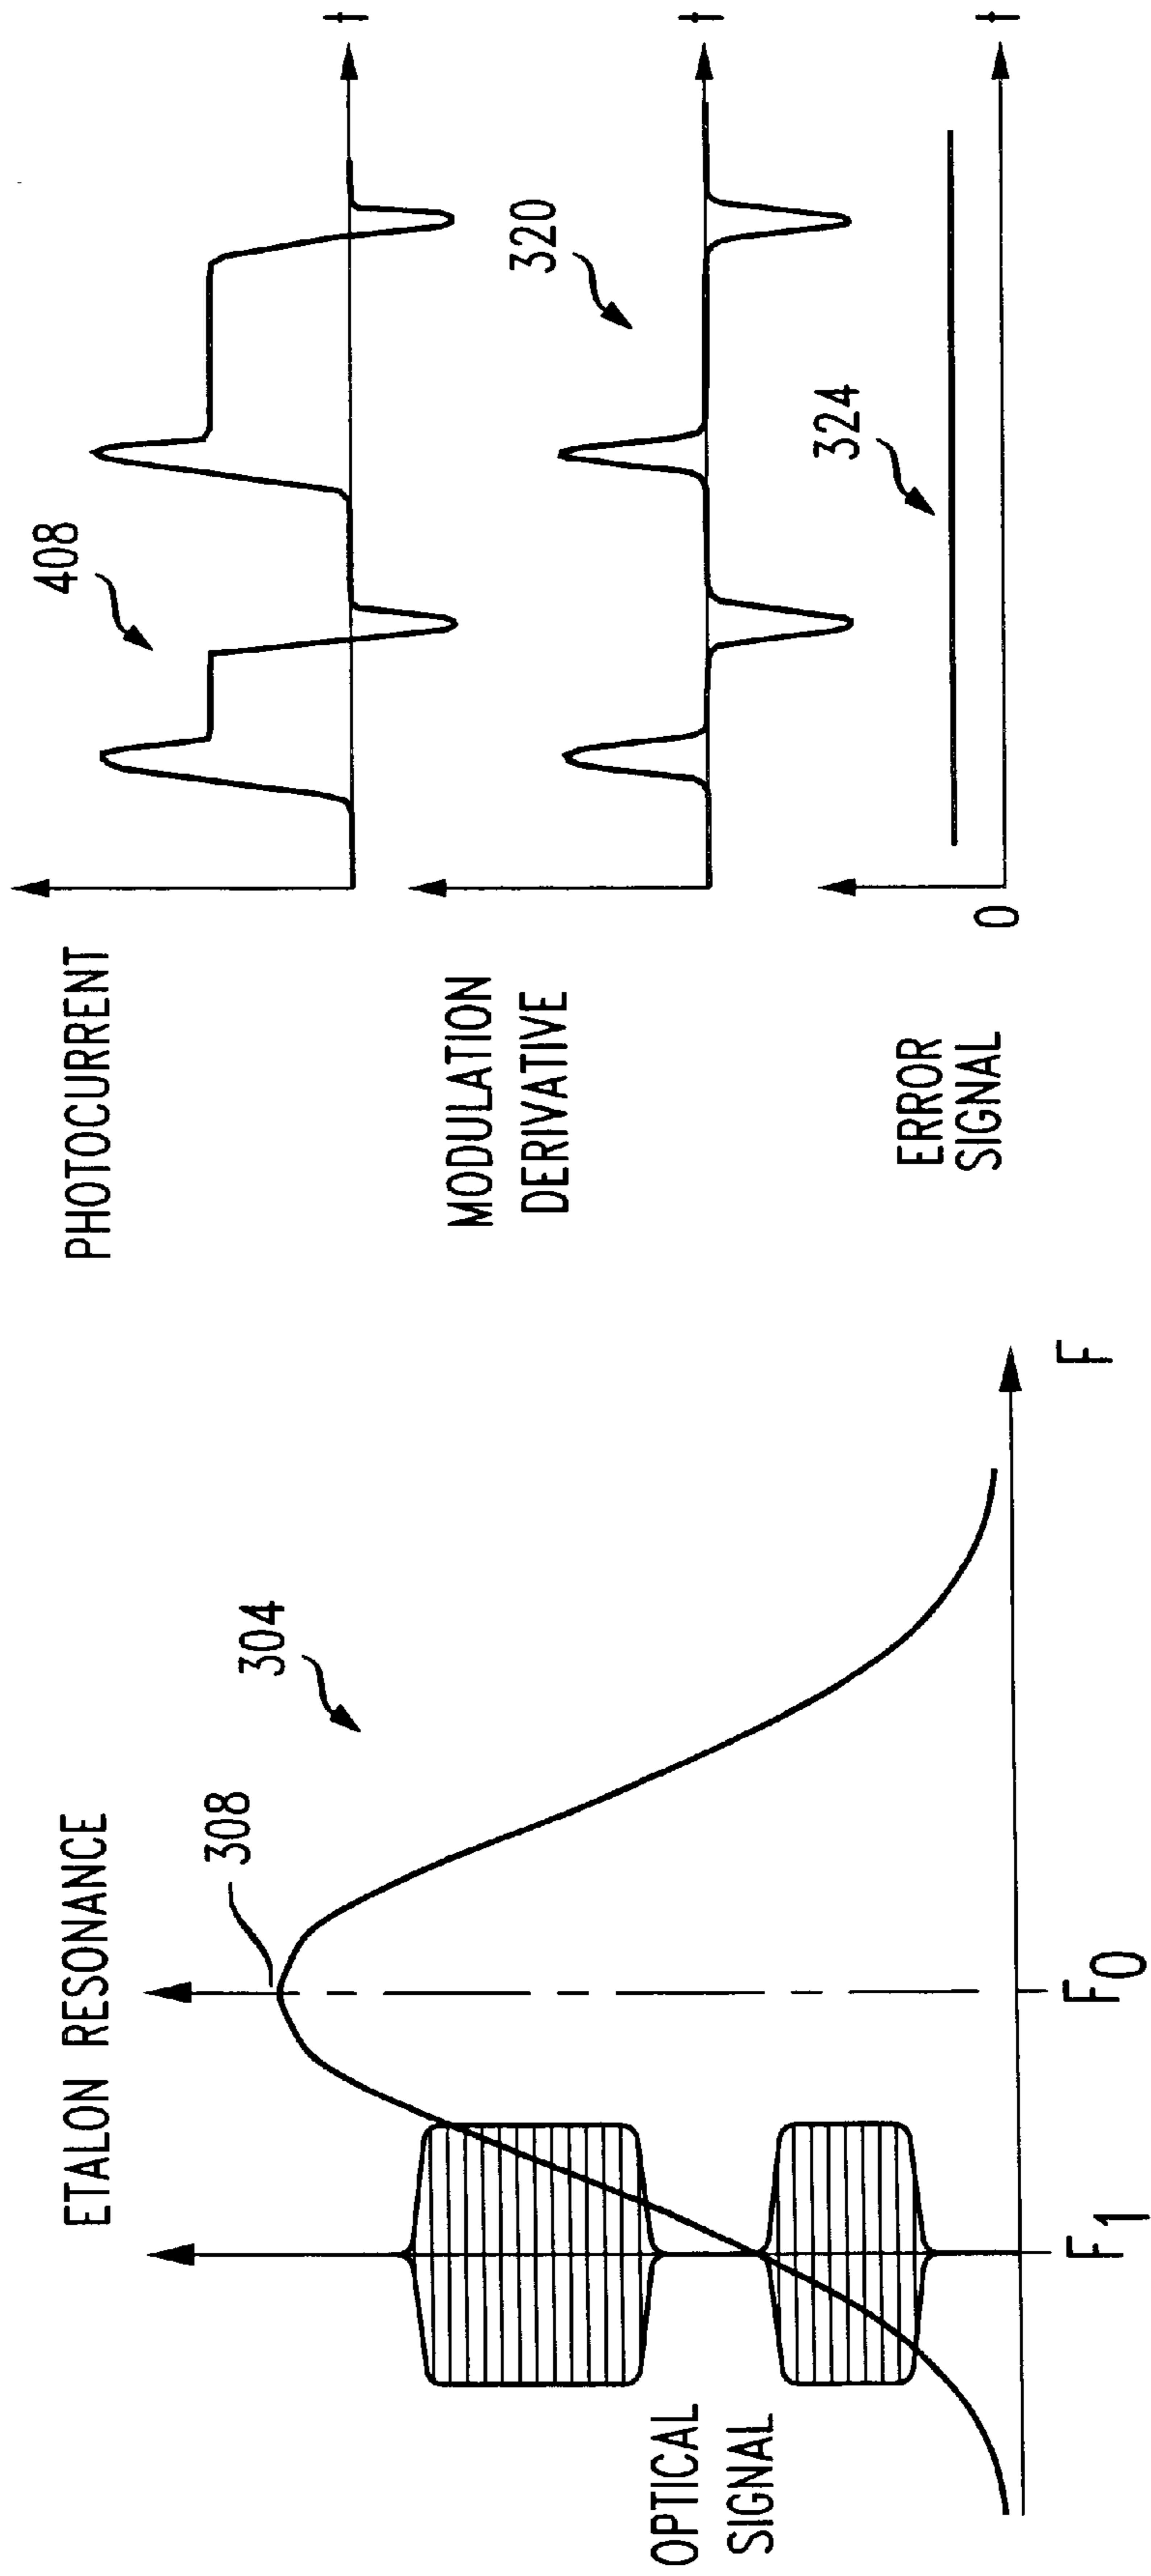 ETALON RESONANCE
308
304
OPTICAL
SIGNAL
F1
F0
F
PHOTOCURRENT
408
t
MODULATION
DERIVATIVE
320
t
ERROR
SIGNAL
324
0
t